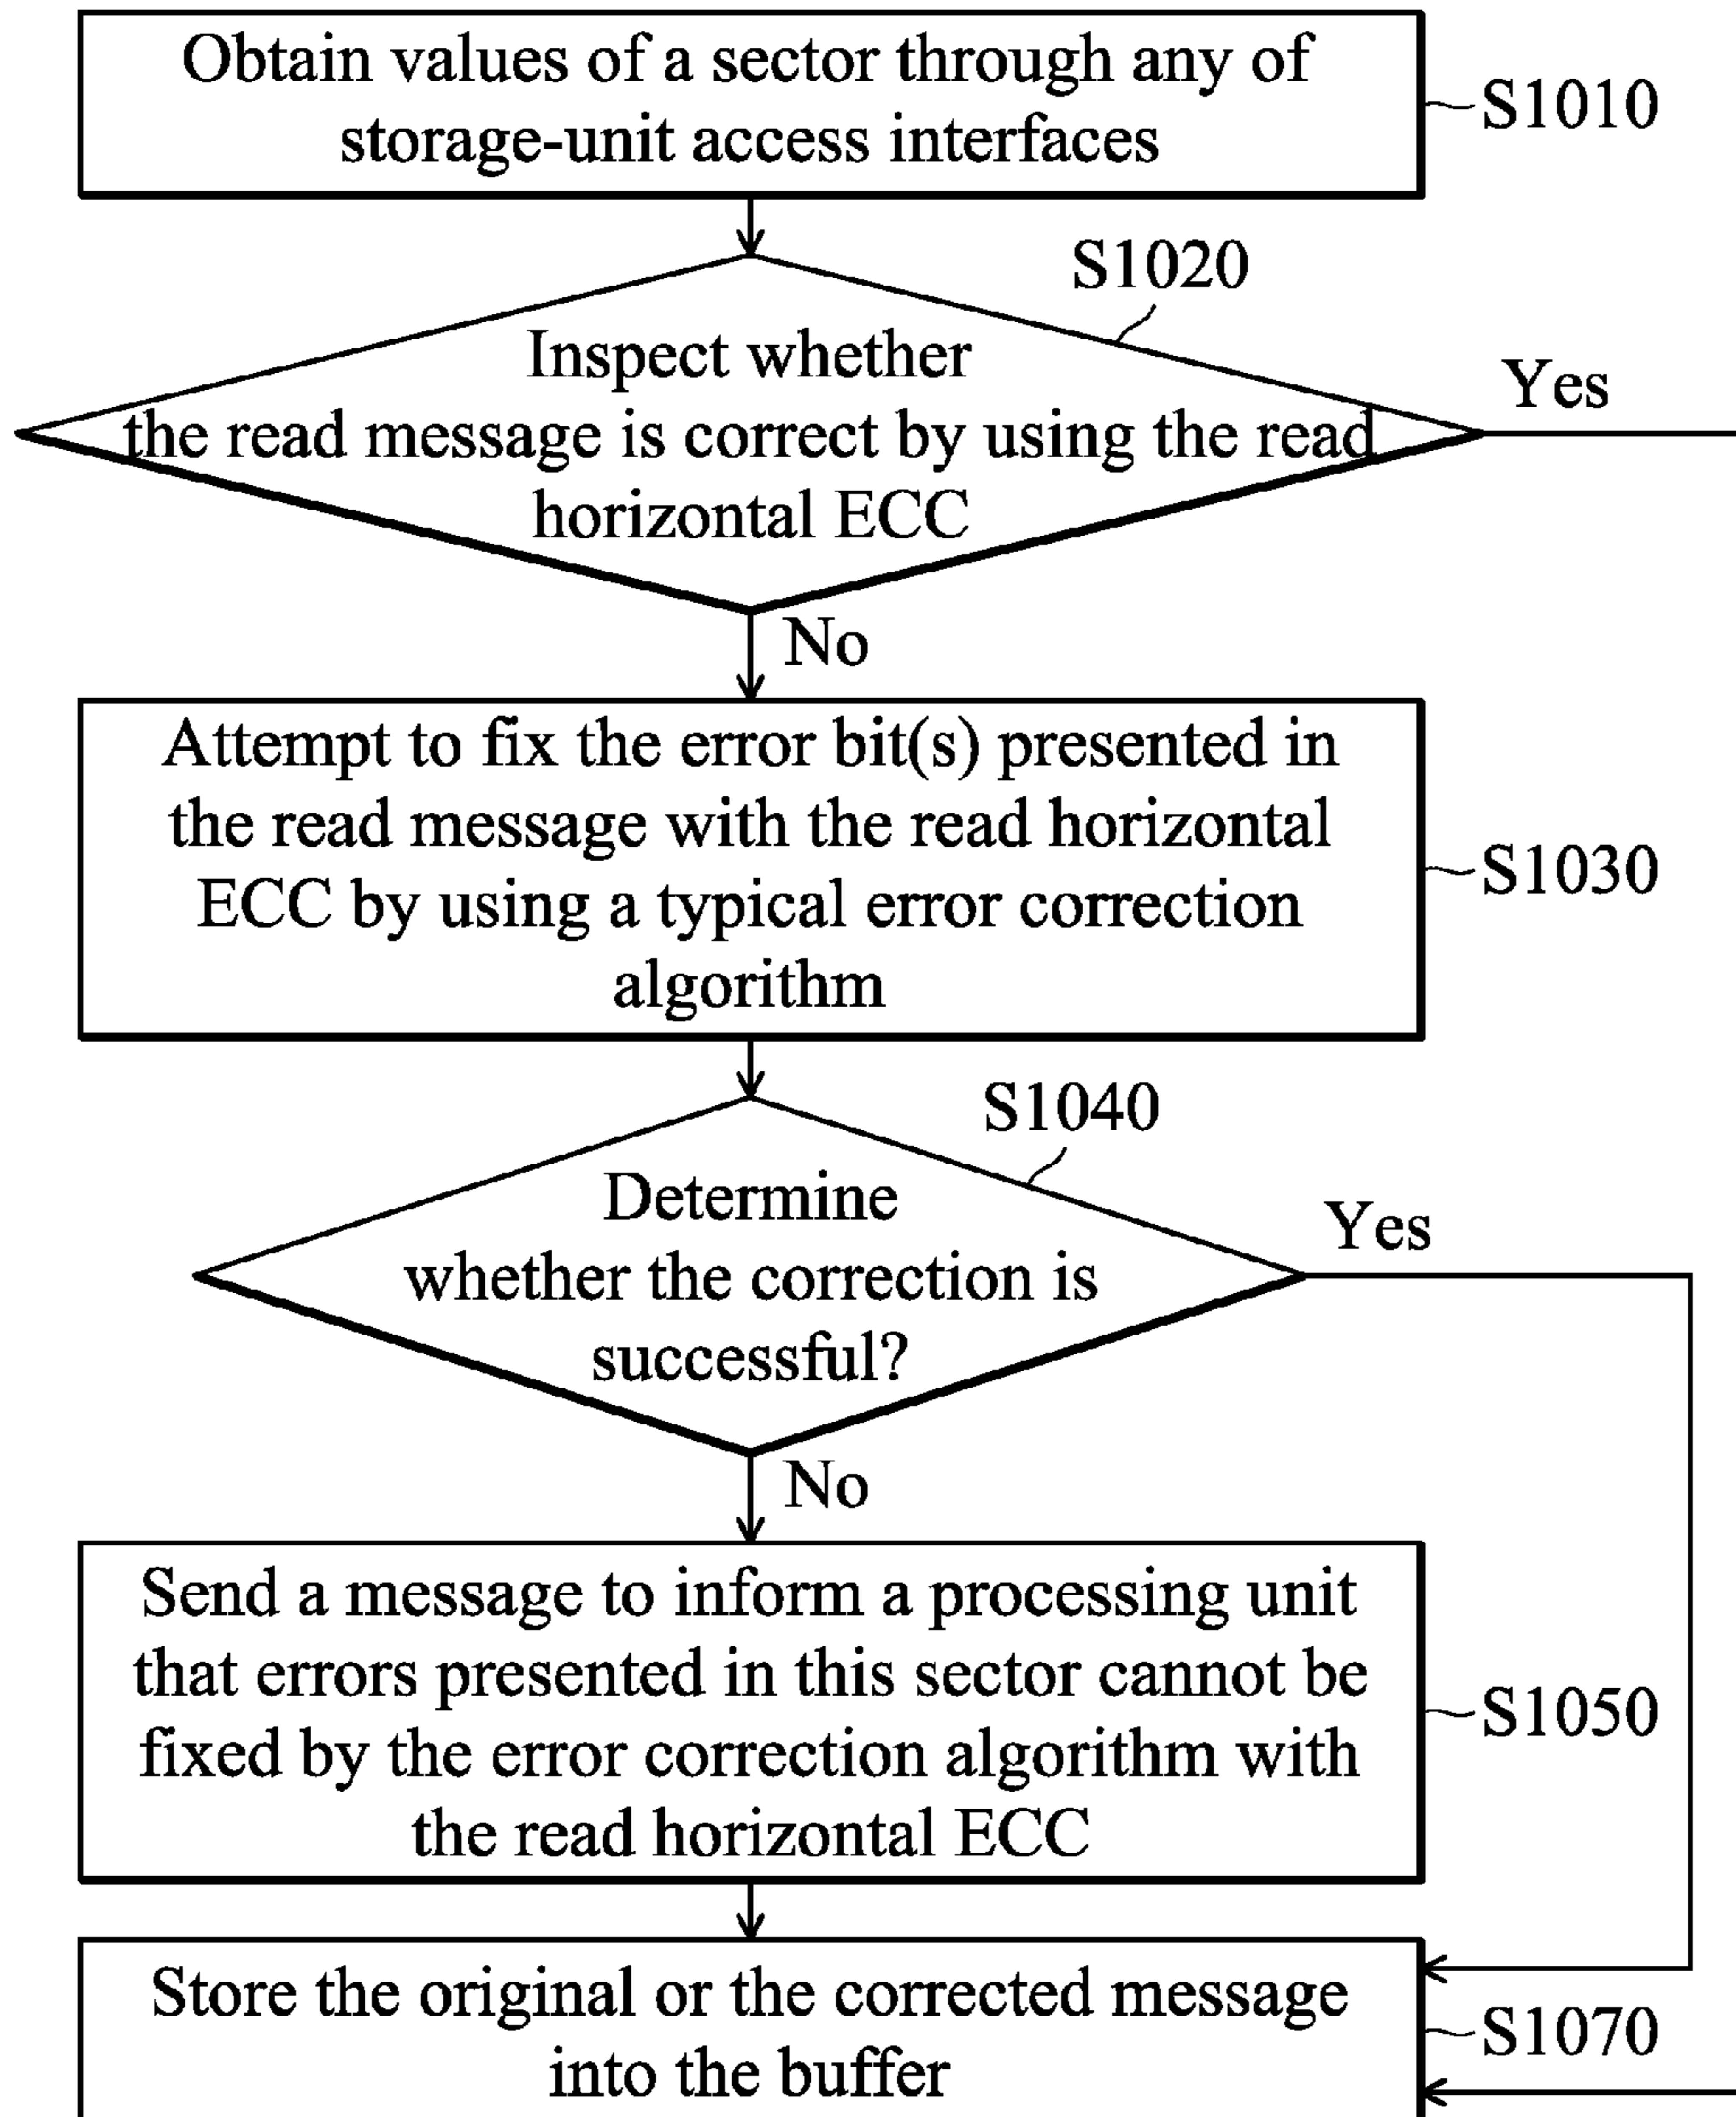 Obtain values of a sector through any of
storage-unit access interfaces
S1010
S1020
Inspect whether
the read message is correct by using the read
horizontal ECC
Yes
No
Attempt to fix the error bit(s) presented in
the read message with the read horizontal
ECC by using a typical error correction
algorithm
S1030
S1040
Determine
whether the correction is
successful?
Yes
No
Send a message to inform a processing unit
that errors presented in this sector cannot be
fixed by the error correction algorithm with
the read horizontal ECC
S1050
Store the original or the corrected message
into the buffer
S1070